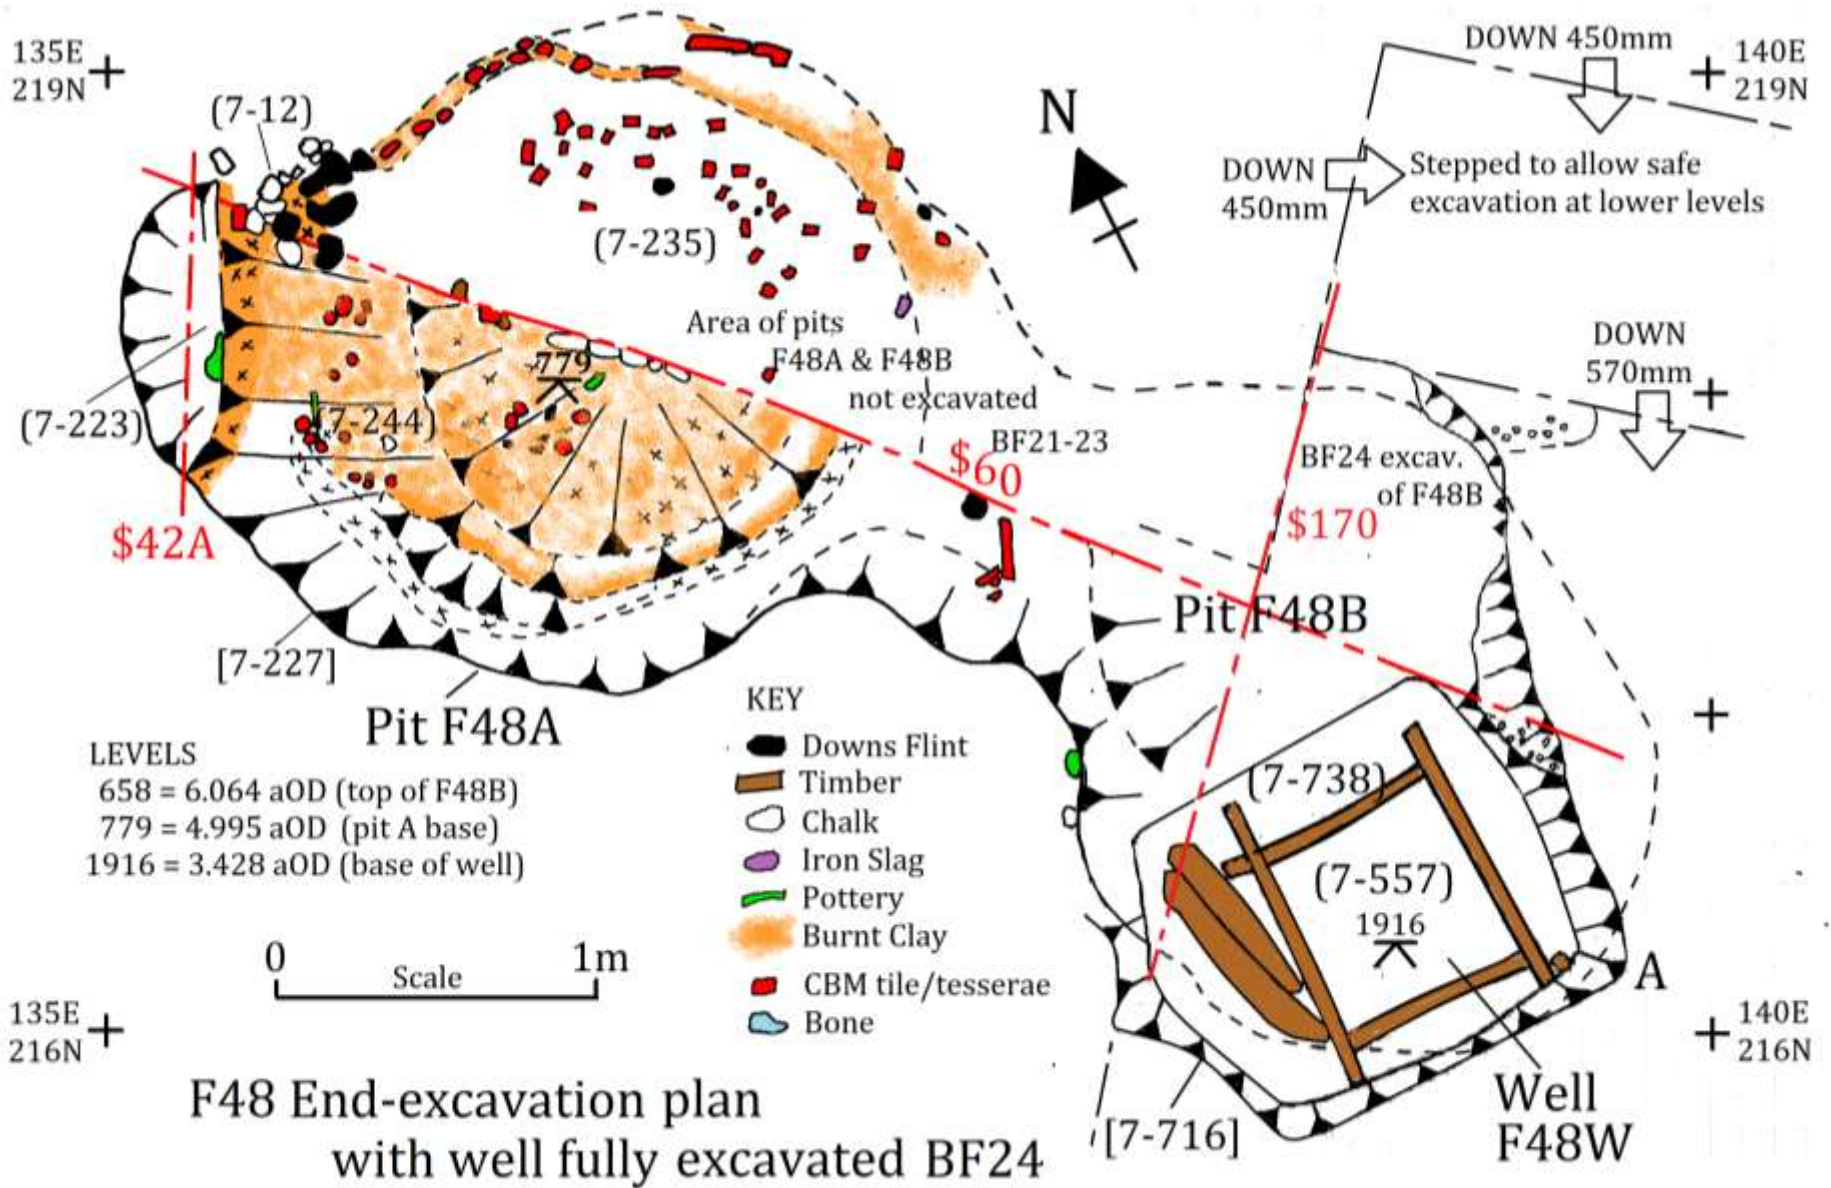 135E
219N
(7-12)
N
DOWN 450mm
140E
219N
DOWN
450mm
Stepped to allow safe
excavation at lower levels
(7-235)
Area of pits
F48A & F48B
not excavated
BF21-23
DOWN
570mm
779
(7-223)
(7-244)
$42A
$60
BF24 excav.
of F48B
$170
Pit F48B
[7-227]
Pit F48A
LEVELS
658 = 6.064 aOD (top of F48B)
779 = 4.995 aOD (pit A base)
1916 = 3.428 aOD (base of well)
0
Scale
1m
KEY
Downs Flint
Timber
Chalk
Iron Slag
Pottery
Burnt Clay
CBM tile/tesserae
Bone
(7-738)
(7-557)
1916
A
135E
216N
140E
216N
Well
F48W
[7-716]
F48 End-excavation plan
with well fully excavated BF24